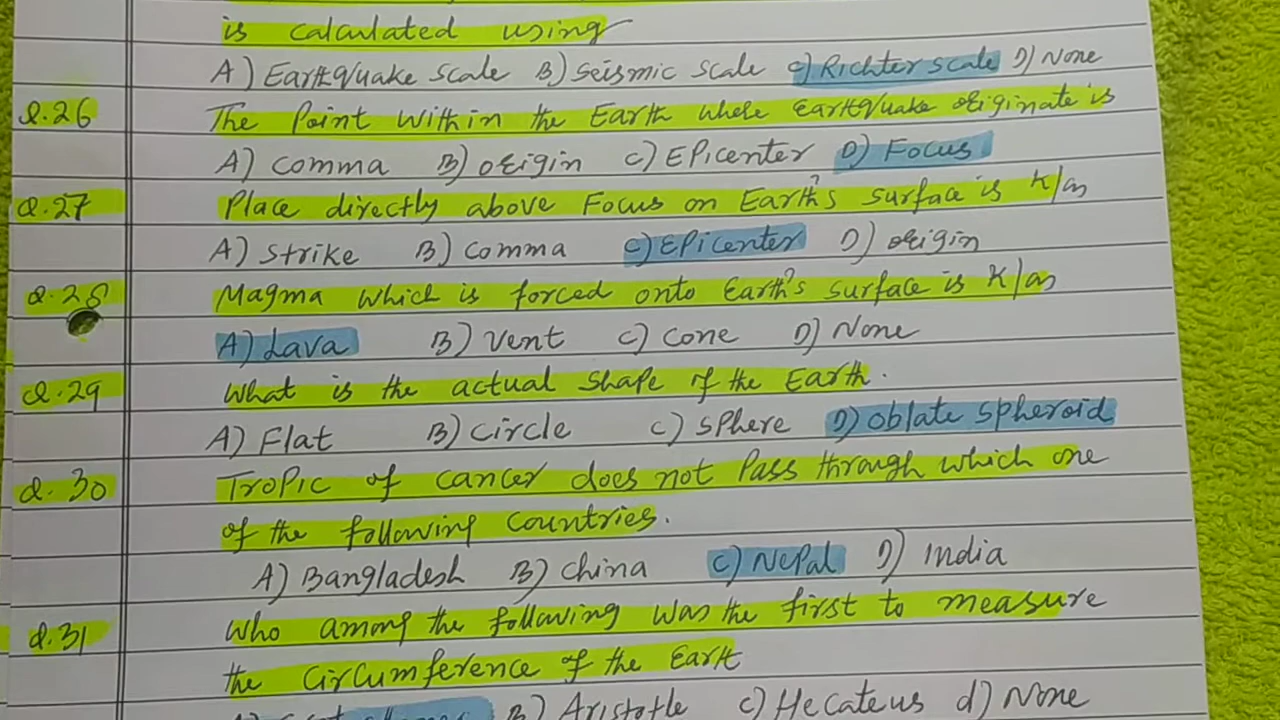 is calculated using
A) Earthquake scale B) Seismic scale C) Richter scale D) None
Q.26 The Point within the Earth where Earthquake originate is
A) comma B) origin C) Epicenter D) Focus
Q.27 Place directly above Focus on Earth's surface is K/as
A) Strike B) Comma C) Epicenter D) origin
Q.28 Magma which is forced onto Earth's surface is K/as
A) Lava B) Vent C) Cone D) None
Q.29 What is the actual shape of the Earth.
A) Flat B) Circle C) Sphere D) Oblate Spheroid
Q.30 Tropic of cancer does not Pass through which one
of the following countries.
A) Bangladesh B) China C) Nepal D) India
Q.31 Who among the following was the first to measure
the circumference of the Earth
B) Aristotle C) Hecateus d) None